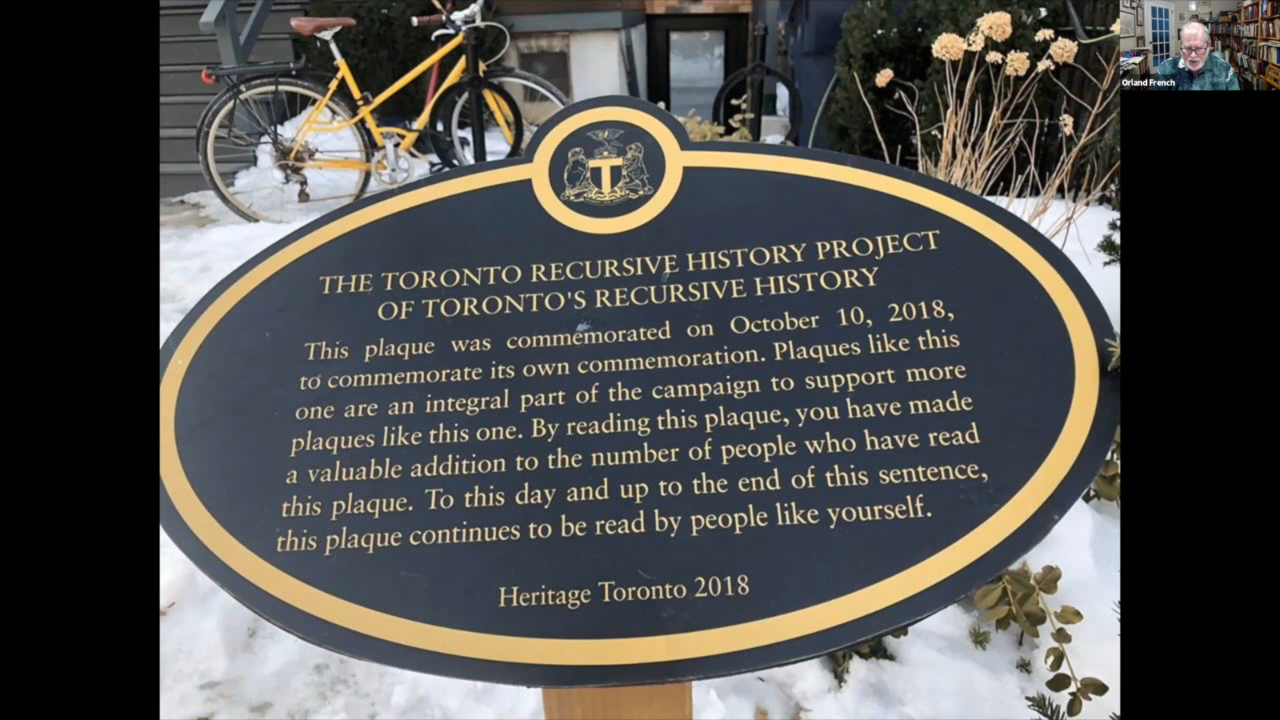 Orland French
THE TORONTO RECURSIVE HISTORY PROJECT
OF TORONTO'S RECURSIVE HISTORY
This plaque was commemorated on October 10, 2018,
to commemorate its own commemoration. Plaques like this
one are an integral part of the campaign to support more
plaques like this one. By reading this plaque, you have made
a valuable addition to the number of people who have read
this plaque. To this day and up to the end of this sentence,
this plaque continues to be read by people like yourself.
Heritage Toronto 2018